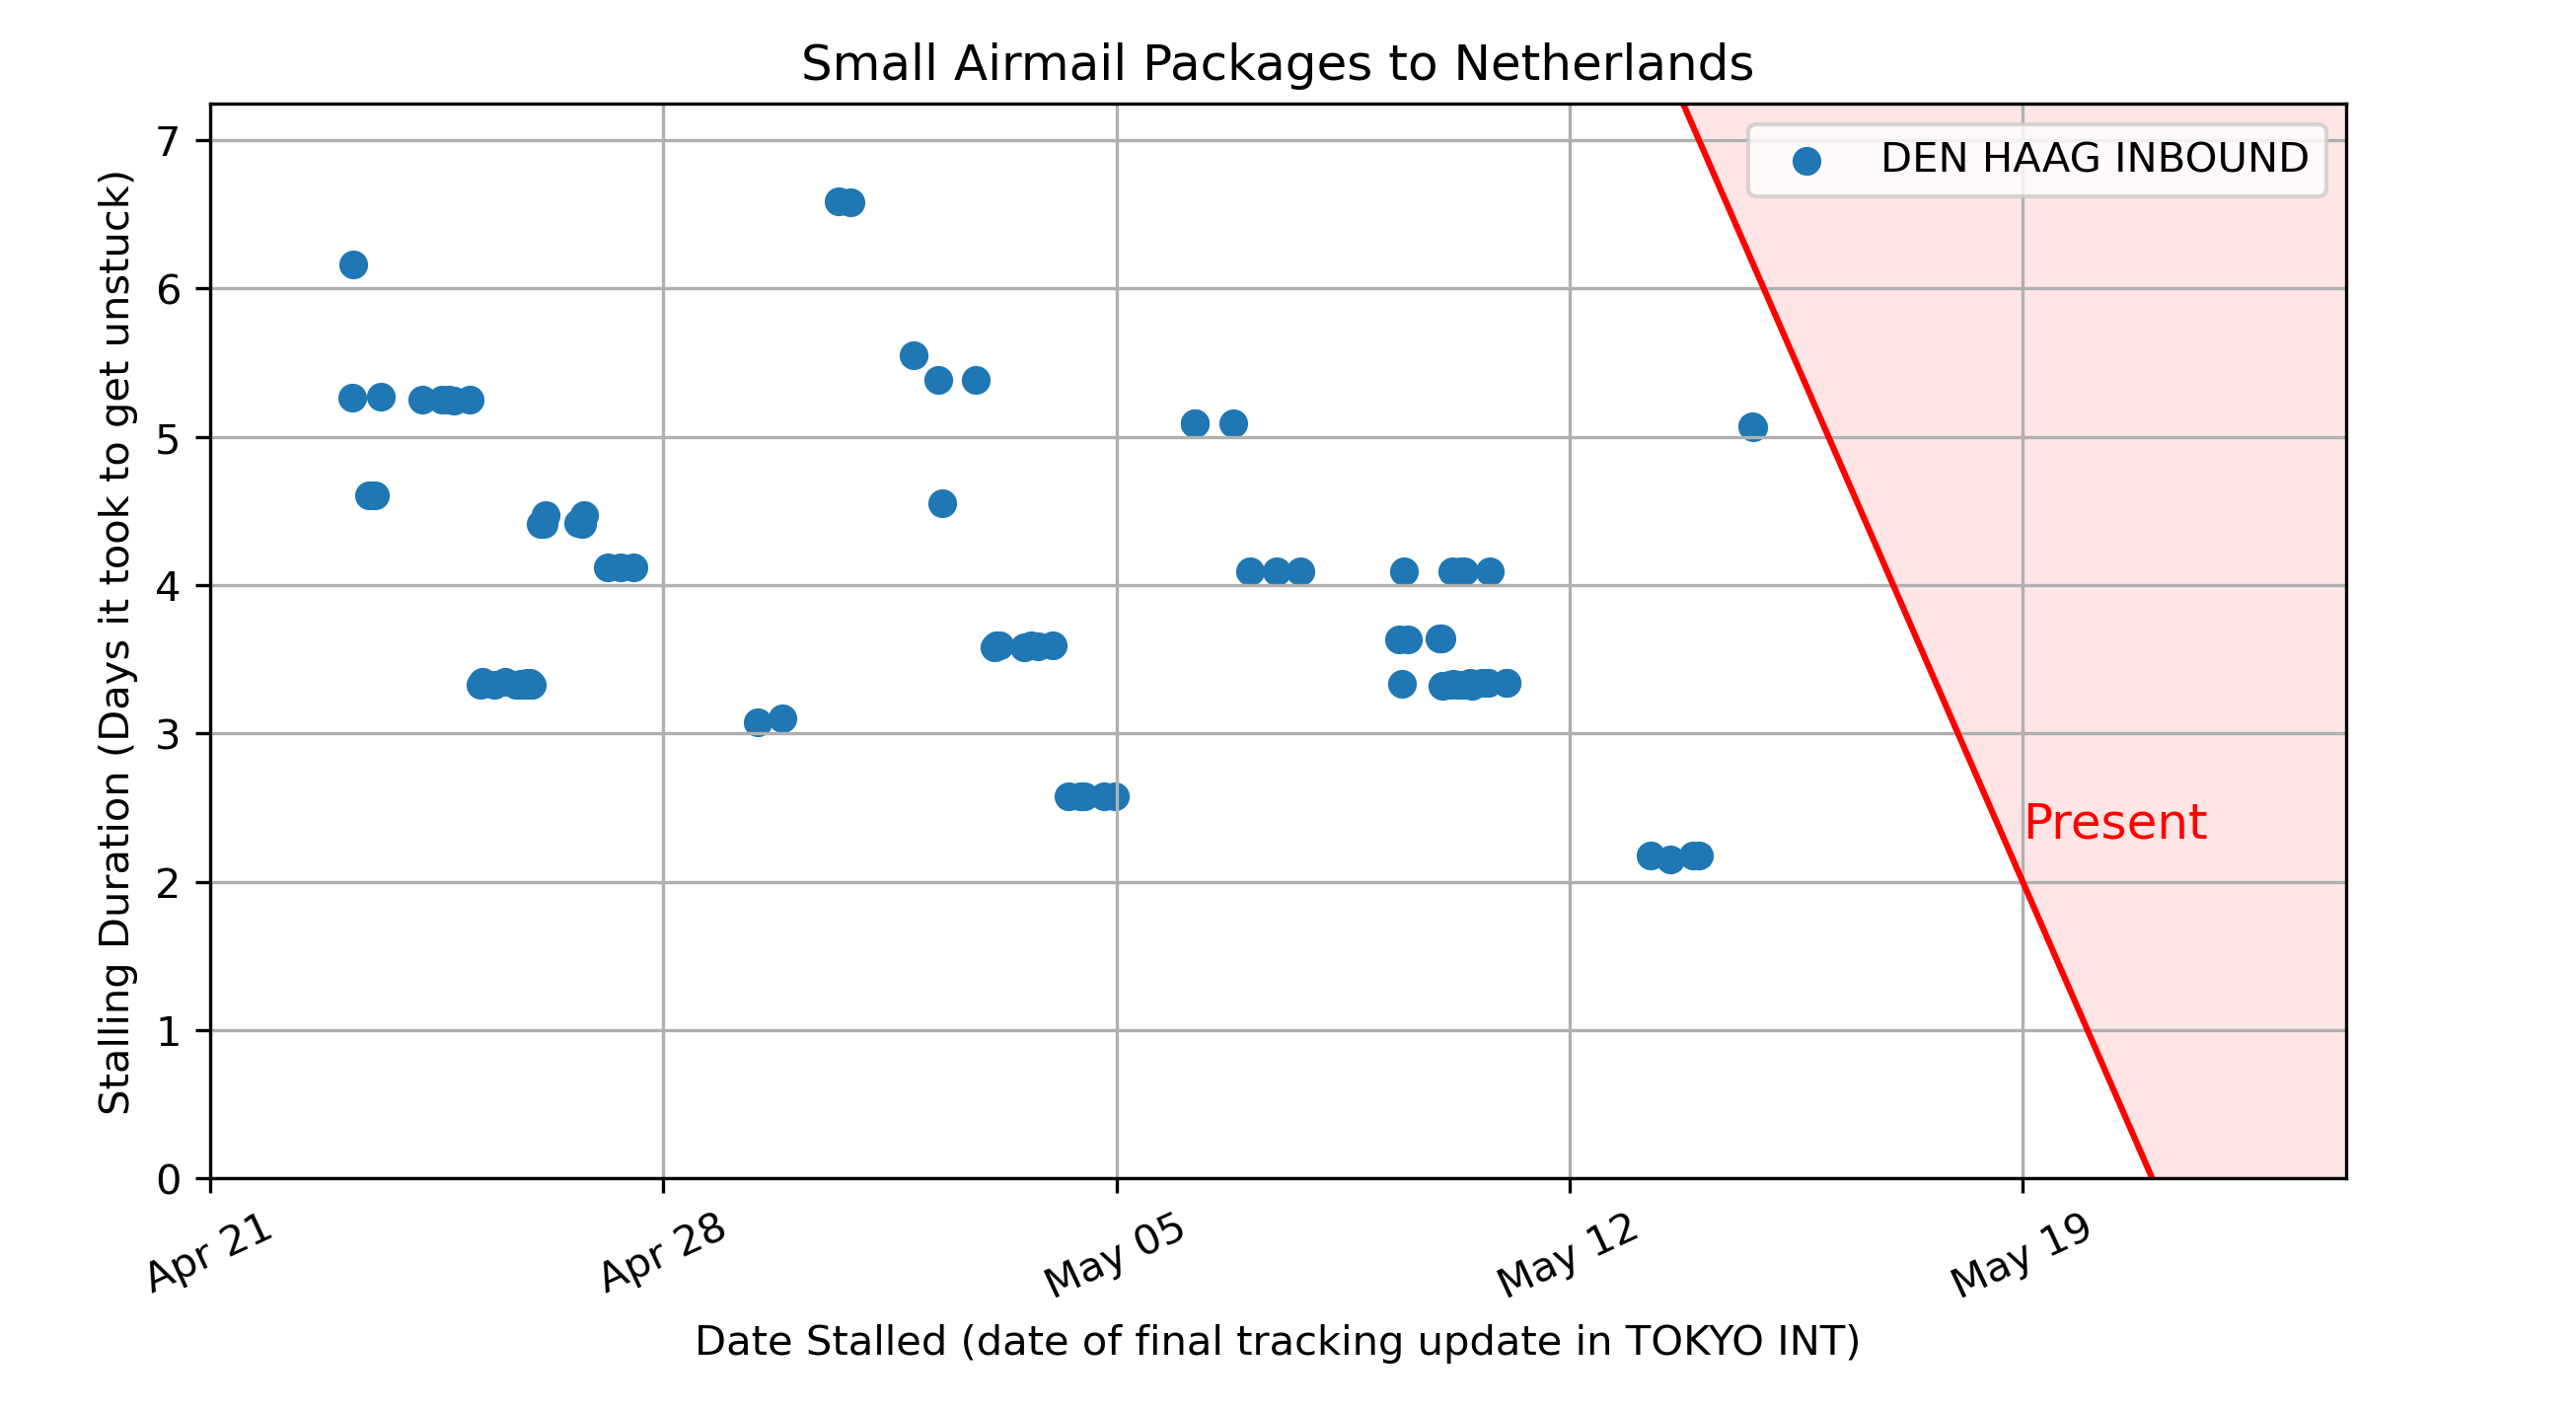 Small Airmail Packages to Netherlands
DEN HAAG INBOUND
Stalling Duration (Days it took to get unstuck)
7
6
5
4
3
2
1
0
Present
Apr 21
Apr 28
May 05
May 12
May 19
Date Stalled (date of final tracking update in TOKYO INT)